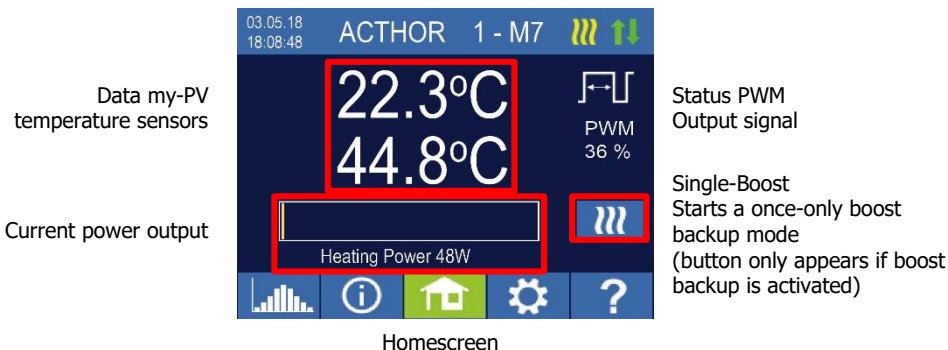 03.05.18
18:08:48
ACTHOR 1 - M7
22.3°C
44.8°C
PWM
36 %
Heating Power 48W
?
Data my-PV
temperature sensors
Current power output
Status PWM
Output signal
Single-Boost
Starts a once-only boost
backup mode
(button only appears if boost
backup is activated)
Homescreen